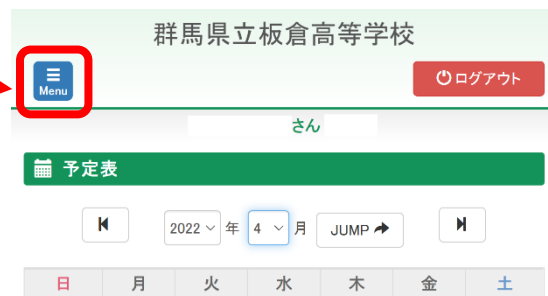 群馬県立板倉高等学校
Menu
ログアウト
さん
予定表
2022 年 4 月 JUMP
日 月 火 水 木 金 土